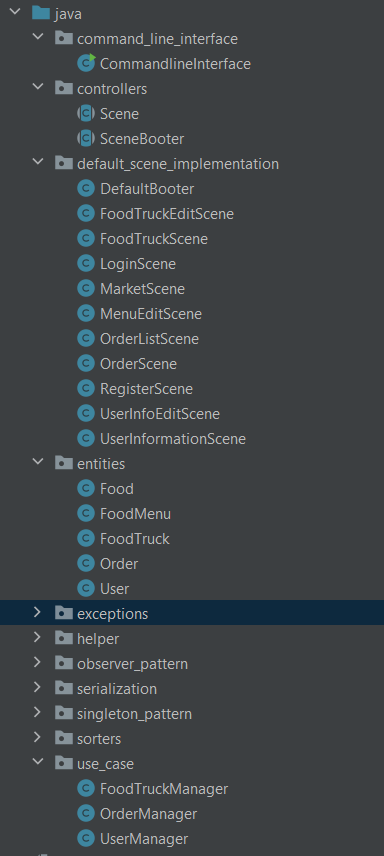 java
command_line_interface
CommandlineInterface
controllers
Scene
SceneBooter
default_scene_implementation
DefaultBooter
FoodTruckEditScene
FoodTruckScene
LoginScene
MarketScene
MenuEditScene
OrderListScene
OrderScene
RegisterScene
UserInfoEditScene
UserInformationScene
entities
Food
FoodMenu
FoodTruck
Order
User
exceptions
helper
observer_pattern
serialization
singleton_pattern
sorters
use_case
FoodTruckManager
OrderManager
UserManager